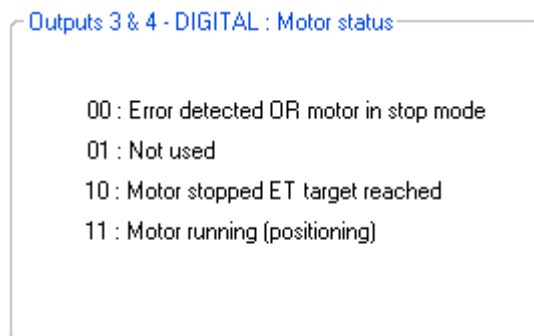 Outputs 3 & 4 - DIGITAL : Motor status
00 : Error detected OR motor in stop mode
01 : Not used
10 : Motor stopped ET target reached
11 : Motor running (positioning)